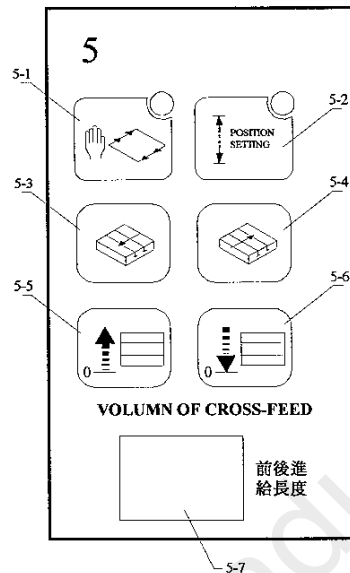 5
5-1
5-2
POSITION
SETTING
5-3
5-4
5-5
5-6
0
0
VOLUMN OF CROSS-FEED
前後進
給長度
5-7